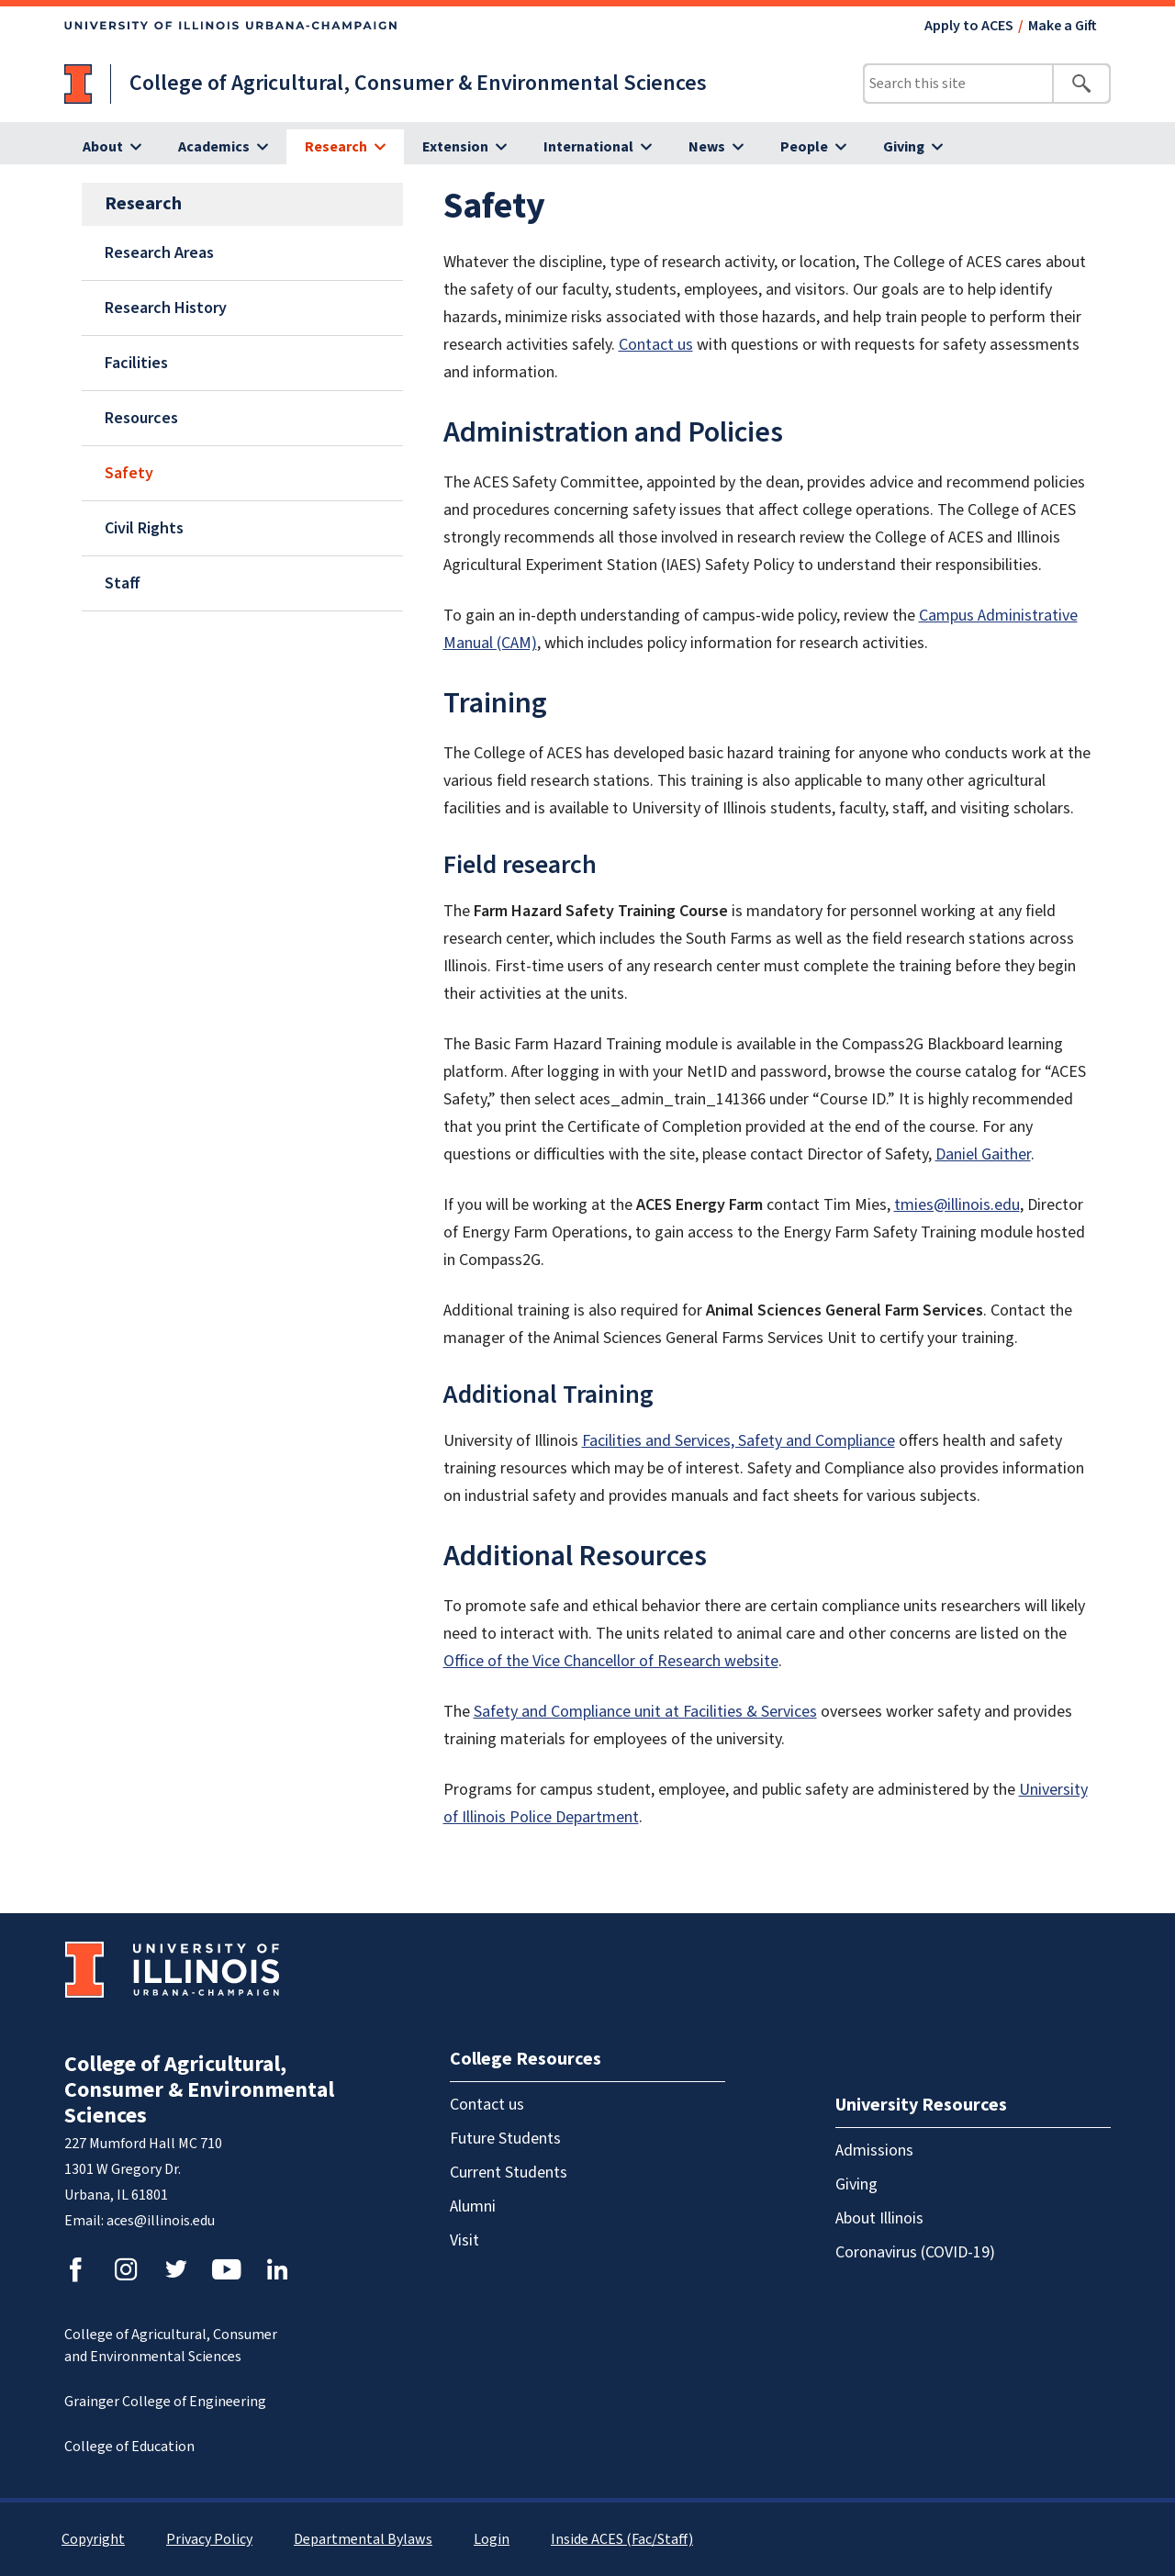 UNIVERSITY OF ILLINOIS URBANA-CHAMPAIGN
Apply to ACES / Make a Gift
College of Agricultural, Consumer & Environmental Sciences
Search this site
About Academics Research Extension International News People Giving
Research
Research Areas
Research History
Facilities
Resources
Safety
Civil Rights
Staff
Safety
Whatever the discipline, type of research activity, or location, The College of ACES cares about
the safety of our faculty, students, employees, and visitors. Our goals are to help identify
hazards, minimize risks associated with those hazards, and help train people to perform their
research activities safely. Contact us with questions or with requests for safety assessments
and information.
Administration and Policies
The ACES Safety Committee, appointed by the dean, provides advice and recommend policies
and procedures concerning safety issues that affect college operations. The College of ACES
strongly recommends all those involved in research review the College of ACES and Illinois
Agricultural Experiment Station (IAES) Safety Policy to understand their responsibilities.
To gain an in-depth understanding of campus-wide policy, review the Campus Administrative
Manual (CAM), which includes policy information for research activities.
Training
The College of ACES has developed basic hazard training for anyone who conducts work at the
various field research stations. This training is also applicable to many other agricultural
facilities and is available to University of Illinois students, faculty, staff, and visiting scholars.
Field research
The Farm Hazard Safety Training Course is mandatory for personnel working at any field
research center, which includes the South Farms as well as the field research stations across
Illinois. First-time users of any research center must complete the training before they begin
their activities at the units.
The Basic Farm Hazard Training module is available in the Compass2G Blackboard learning
platform. After logging in with your NetID and password, browse the course catalog for “ACES
Safety,” then select aces_admin_train_141366 under “Course ID.” It is highly recommended
that you print the Certificate of Completion provided at the end of the course. For any
questions or difficulties with the site, please contact Director of Safety, Daniel Gaither.
If you will be working at the ACES Energy Farm contact Tim Mies, tmies@illinois.edu, Director
of Energy Farm Operations, to gain access to the Energy Farm Safety Training module hosted
in Compass2G.
Additional training is also required for Animal Sciences General Farm Services. Contact the
manager of the Animal Sciences General Farms Services Unit to certify your training.
Additional Training
University of Illinois Facilities and Services, Safety and Compliance offers health and safety
training resources which may be of interest. Safety and Compliance also provides information
on industrial safety and provides manuals and fact sheets for various subjects.
Additional Resources
To promote safe and ethical behavior there are certain compliance units researchers will likely
need to interact with. The units related to animal care and other concerns are listed on the
Office of the Vice Chancellor of Research website.
The Safety and Compliance unit at Facilities & Services oversees worker safety and provides
training materials for employees of the university.
Programs for campus student, employee, and public safety are administered by the University
of Illinois Police Department.
UNIVERSITY OF
ILLINOIS
URBANA-CHAMPAIGN
College of Agricultural,
Consumer & Environmental
Sciences
227 Mumford Hall MC 710
1301 W Gregory Dr.
Urbana, IL 61801
Email: aces@illinois.edu
College of Agricultural, Consumer
and Environmental Sciences
Grainger College of Engineering
College of Education
College Resources
Contact us
Future Students
Current Students
Alumni
Visit
University Resources
Admissions
Giving
About Illinois
Coronavirus (COVID-19)
Copyright Privacy Policy Departmental Bylaws Login Inside ACES (Fac/Staff)